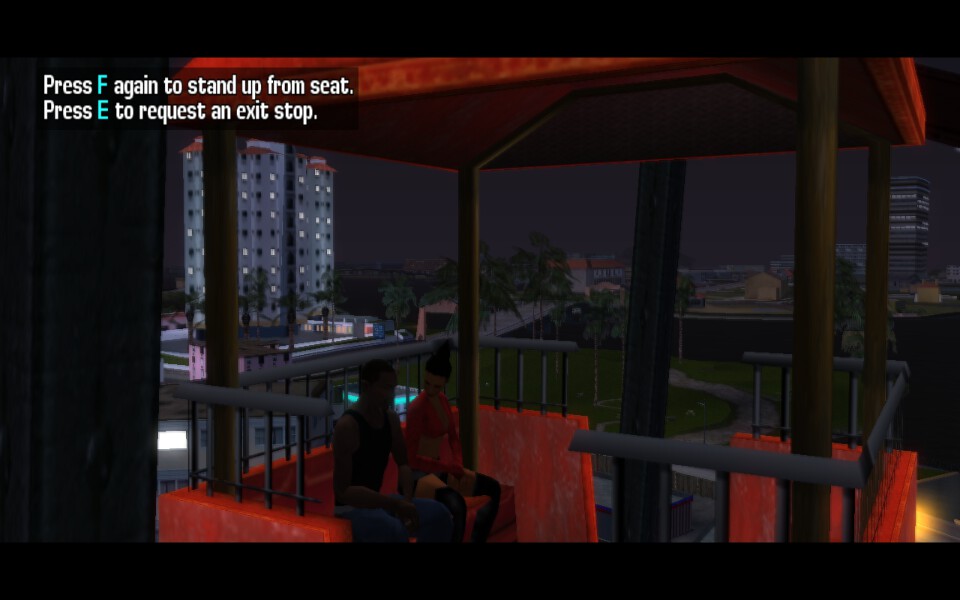 Press F again to stand up from seat.
Press E to request an exit stop.